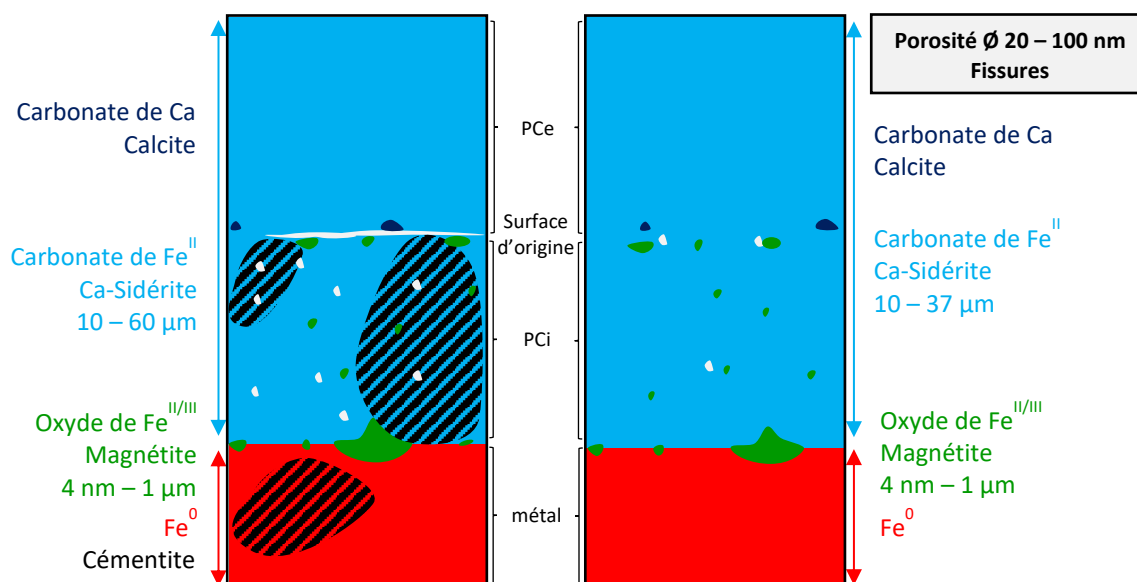 Carbonate de Ca
Calcite
Carbonate de Fe^II
Ca-Sidérite
10 – 60 µm
Oxyde de Fe^II/III
Magnétite
4 nm – 1 µm
Fe^0
Cémentite
PCe
Surface
d'origine
PCi
métal
Porosité Ø 20 – 100 nm
Fissures
Carbonate de Ca
Calcite
Carbonate de Fe^II
Ca-Sidérite
10 – 37 µm
Oxyde de Fe^II/III
Magnétite
4 nm – 1 µm
Fe^0